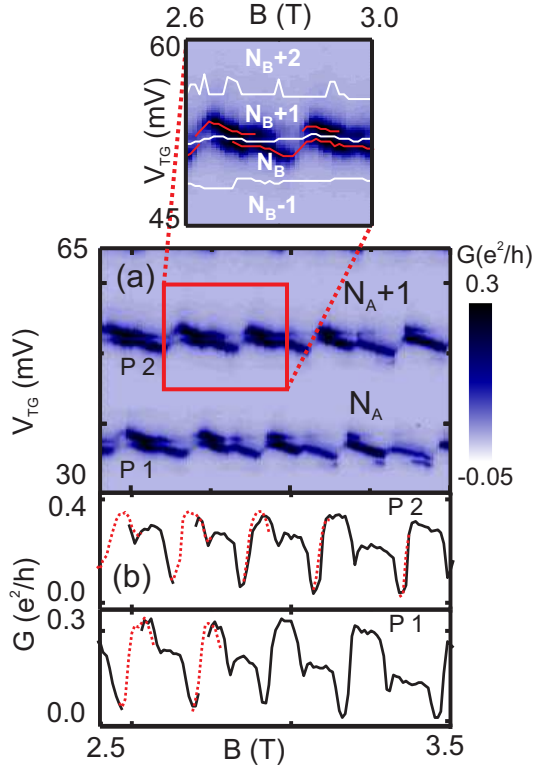 B (T)
2.6 3.0
60
N_B+2
N_B+1
N_B
N_B-1
45
V_TG (mV)
65
(a)
N_A+1
P 2
N_A
P 1
30
V_TG (mV)
G(e²/h)
0.3
-0.05
0.4
P 2
0.0
(b)
G (e²/h)
P 1
0.3
0.0
2.5 3.5
B (T)